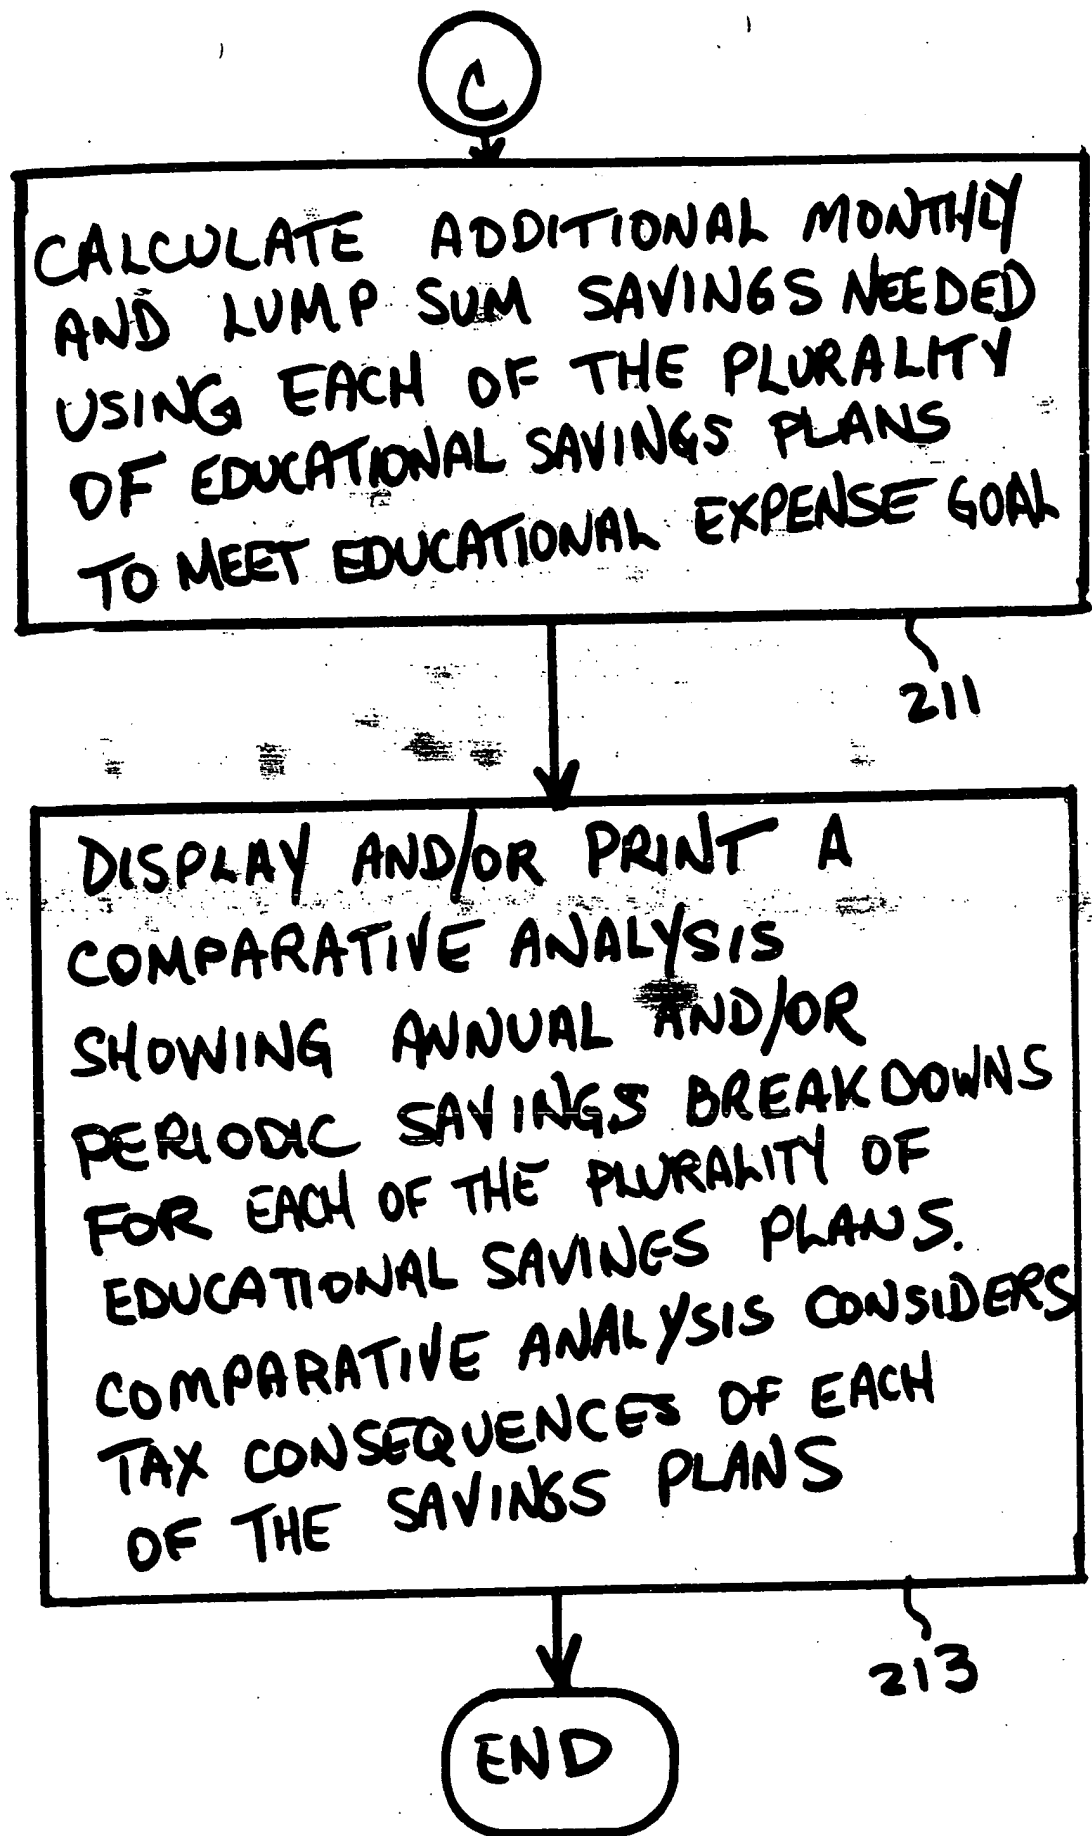 C
CALCULATE ADDITIONAL MONTHLY
AND LUMP SUM SAVINGS NEEDED
USING EACH OF THE PLURALITY
OF EDUCATIONAL SAVINGS PLANS
TO MEET EDUCATIONAL EXPENSE GOAL
211
DISPLAY AND/OR PRINT A
COMPARATIVE ANALYSIS
SHOWING ANNUAL AND/OR
PERIODIC SAVINGS BREAKDOWNS
FOR EACH OF THE PLURALITY OF
EDUCATIONAL SAVINGS PLANS.
COMPARATIVE ANALYSIS CONSIDERS
TAX CONSEQUENCES OF EACH
OF THE SAVINGS PLANS
213
END